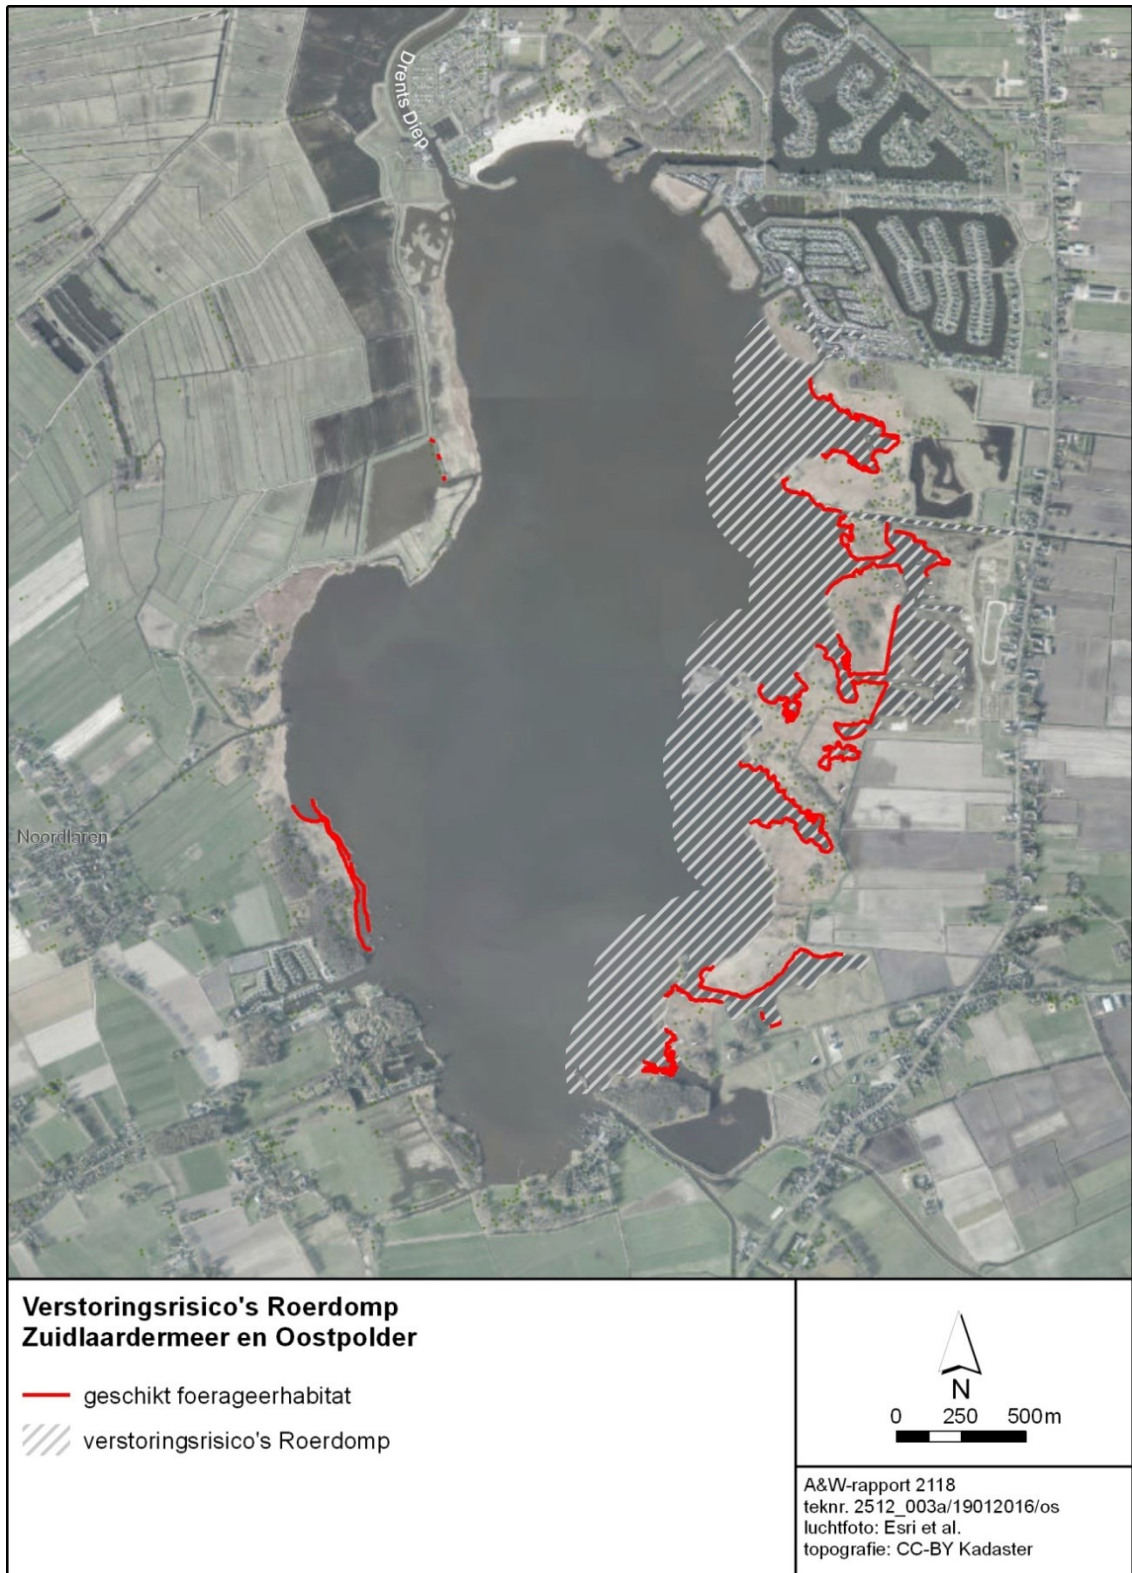 Drents Diep
Noordlaren
Verstoringsrisico's Roerdomp
Zuidlaardermeer en Oostpolder
geschikt foerageerhabitat
verstoringsrisico's Roerdomp
N
0 250 500m
A&W-rapport 2118
teknr. 2512_003a/19012016/os
luchtfoto: Esri et al.
topografie: CC-BY Kadaster